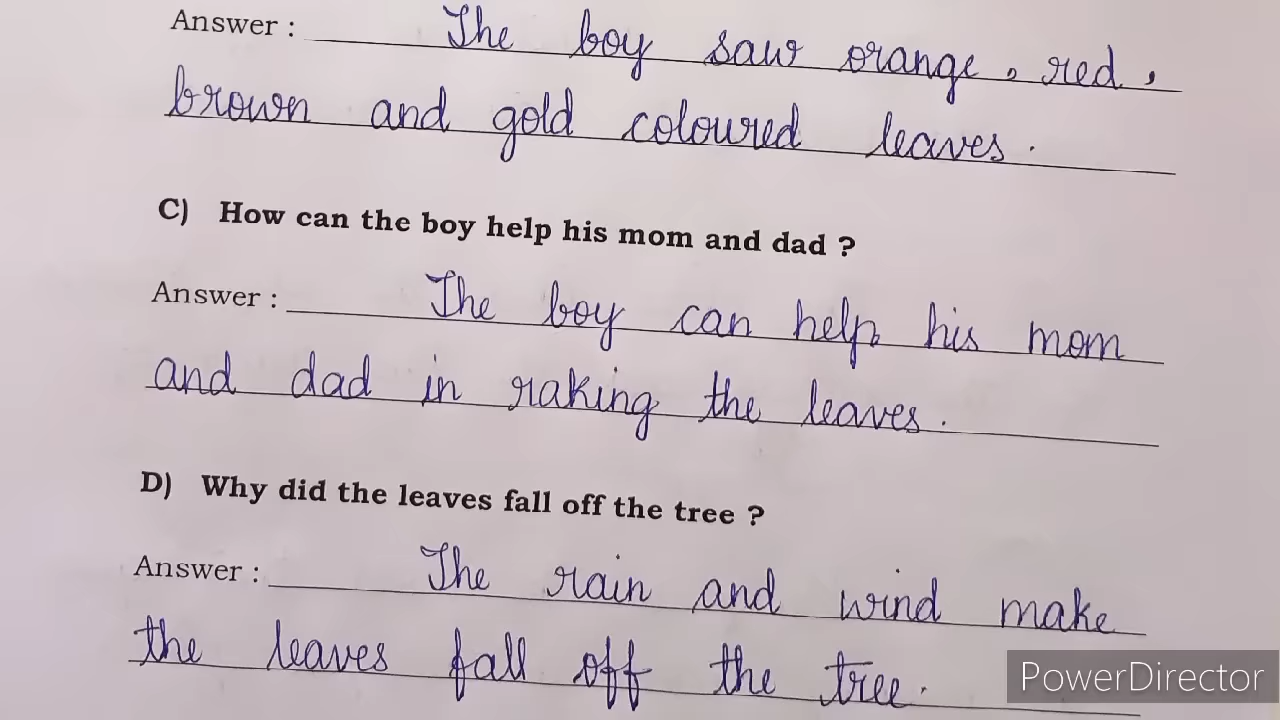 Answer : The boy saw orange, red,
brown and gold coloured leaves.
C) How can the boy help his mom and dad ?
Answer : The boy can help his mom
and dad in raking the leaves.
D) Why did the leaves fall off the tree ?
Answer : The rain and wind make
the leaves fall off the tree.
PowerDirector